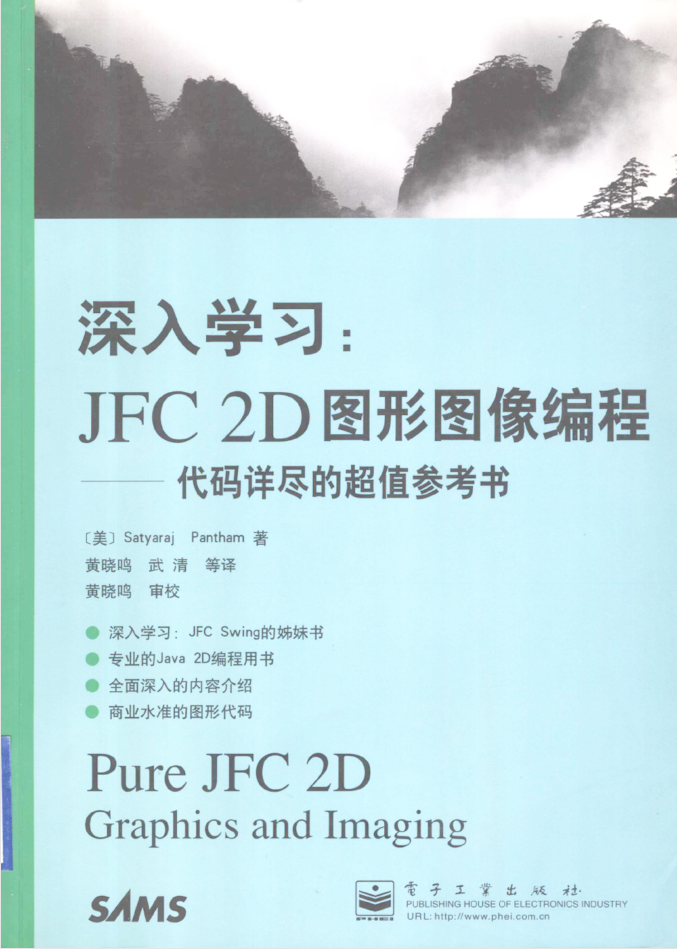 深入学习：
JFC 2D图形图像编程
——代码详尽的超值参考书
〔美〕Satyaraj Pantham 著
黄晓鸣 武 清 等译
黄晓鸣 审校
● 深入学习：JFC Swing的姊妹书
● 专业的Java 2D编程用书
● 全面深入的内容介绍
● 商业水准的图形代码
Pure JFC 2D
Graphics and Imaging
SAMS
電子工業出版社
PUBLISHING HOUSE OF ELECTRONICS INDUSTRY
URL: http://www.phei.com.cn